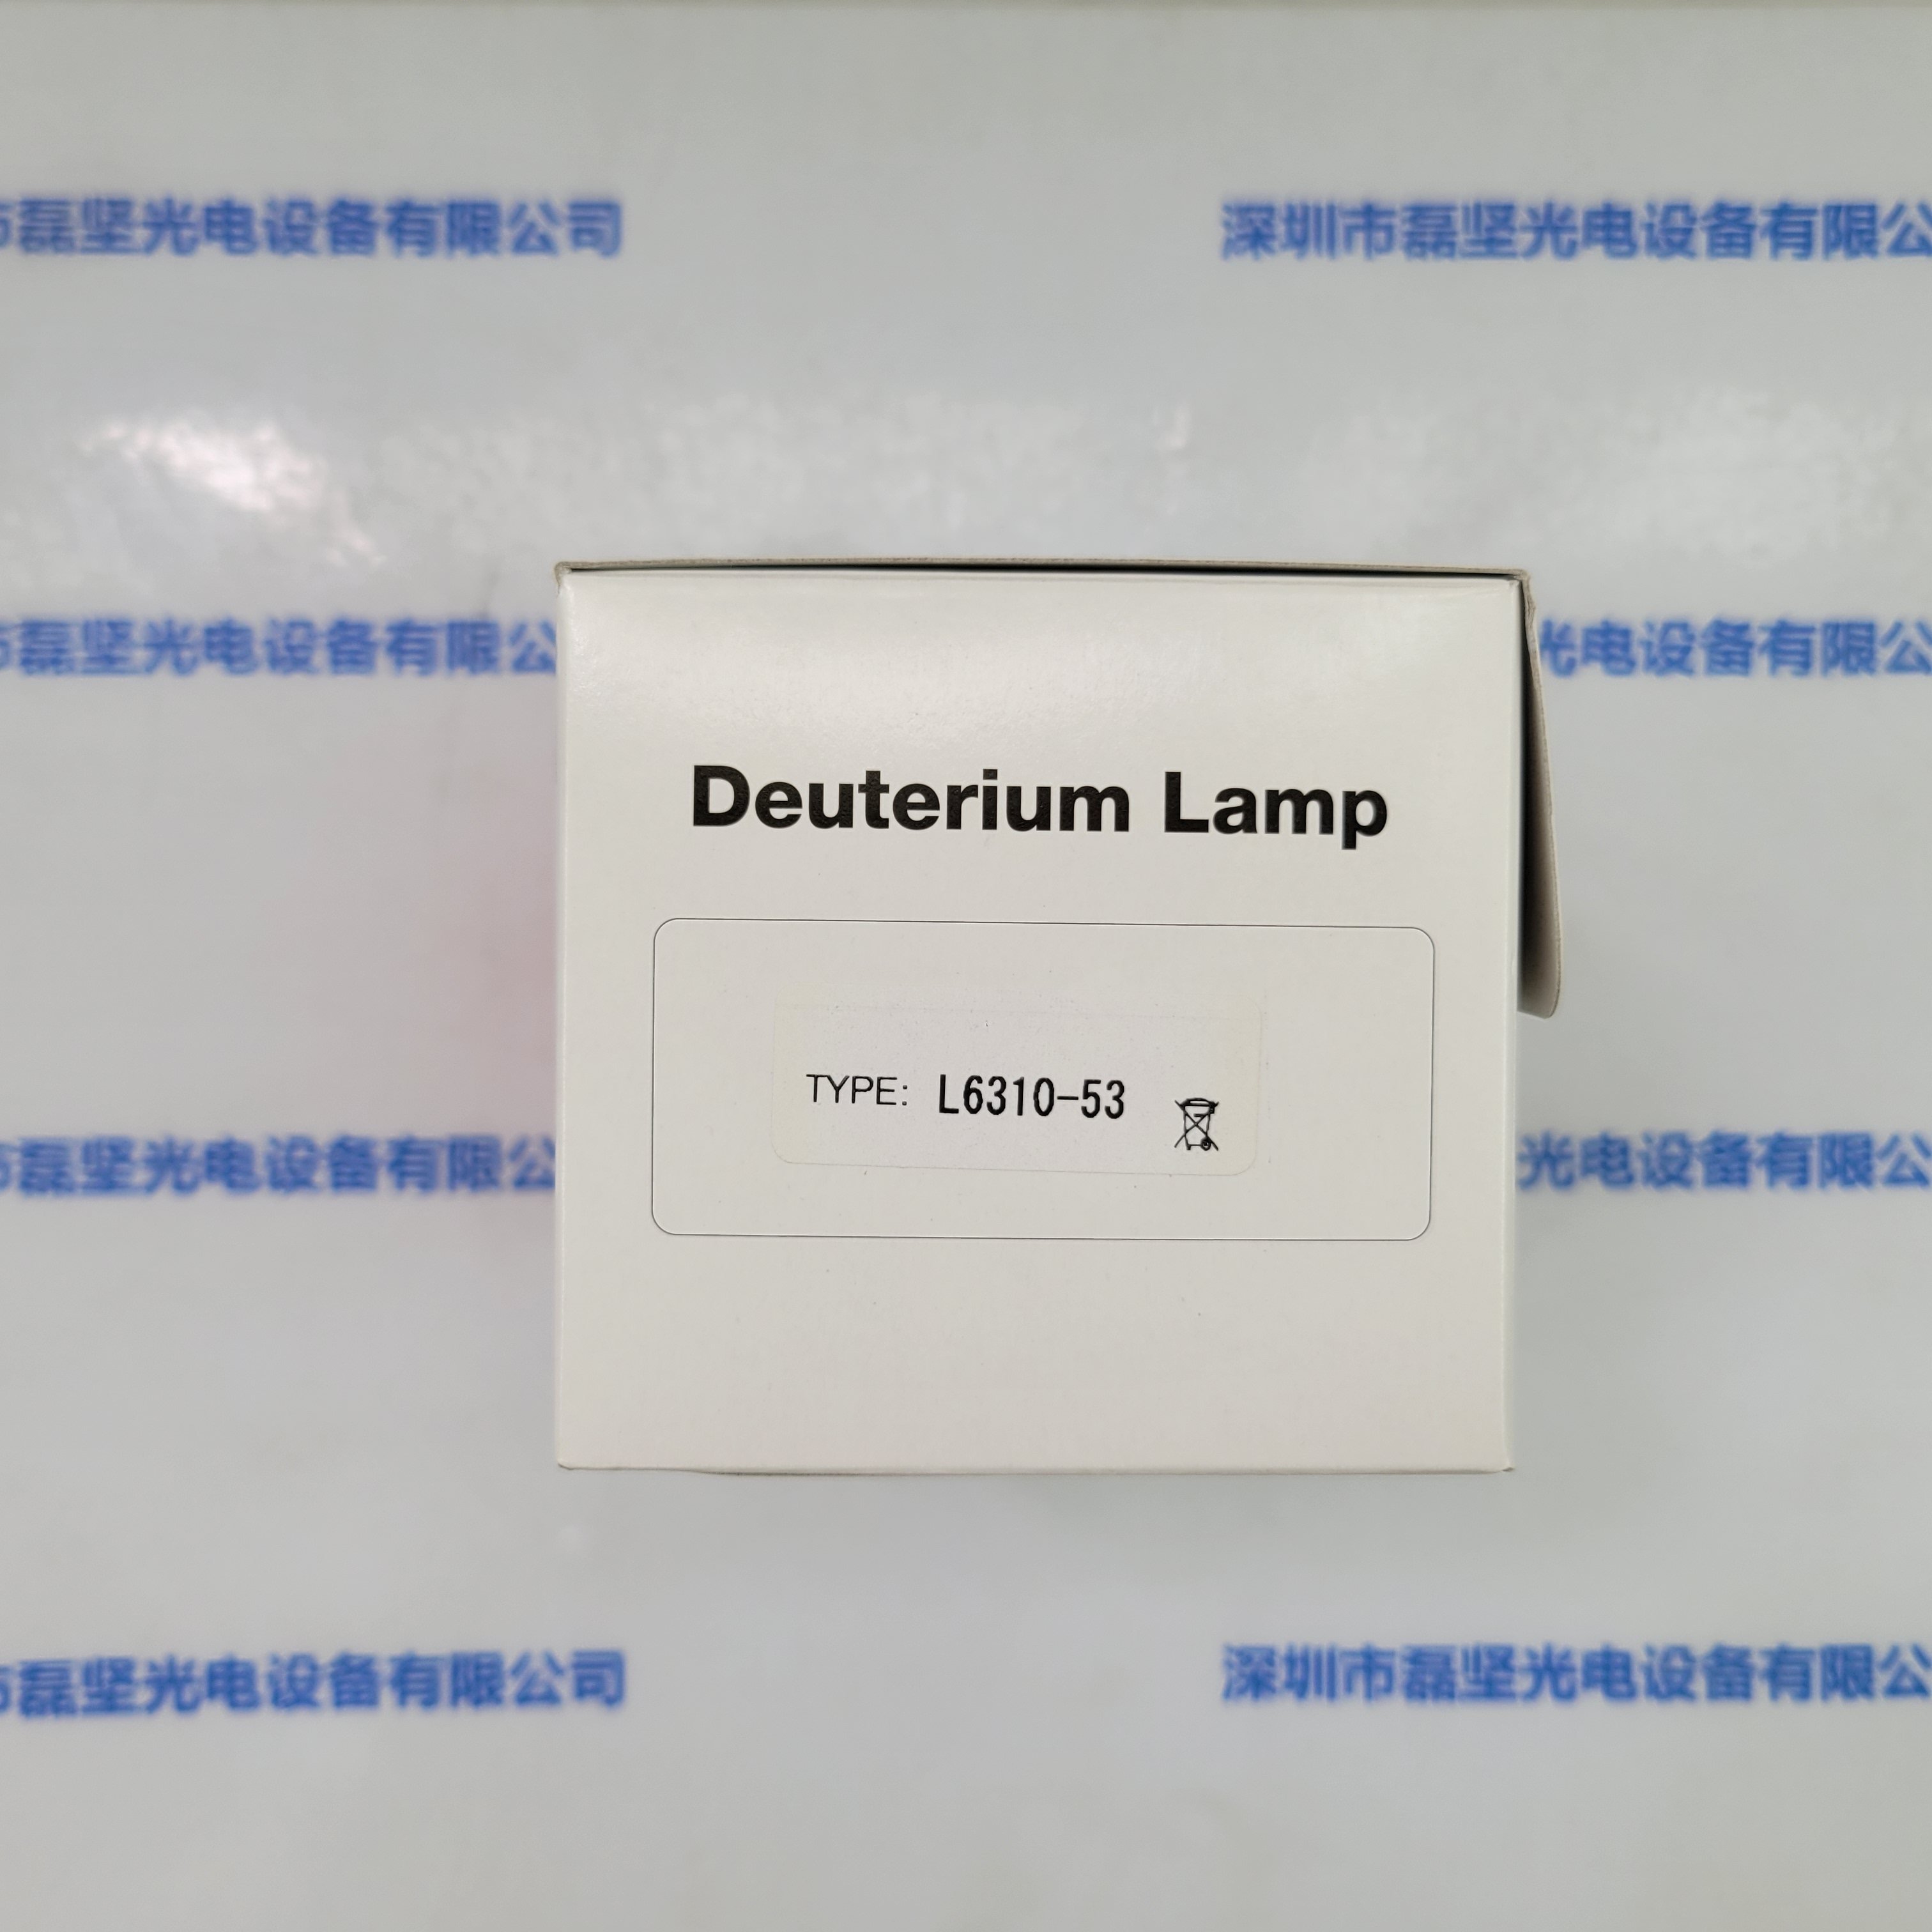 磊坚光电设备有限公司 深圳市磊坚光电设备有限公
磊坚光电设备有限公 光电设备有限公
Deuterium Lamp
TYPE: L6310-53
磊坚光电设备有限公 光电设备有限公
磊坚光电设备有限公司 深圳市磊坚光电设备有限公